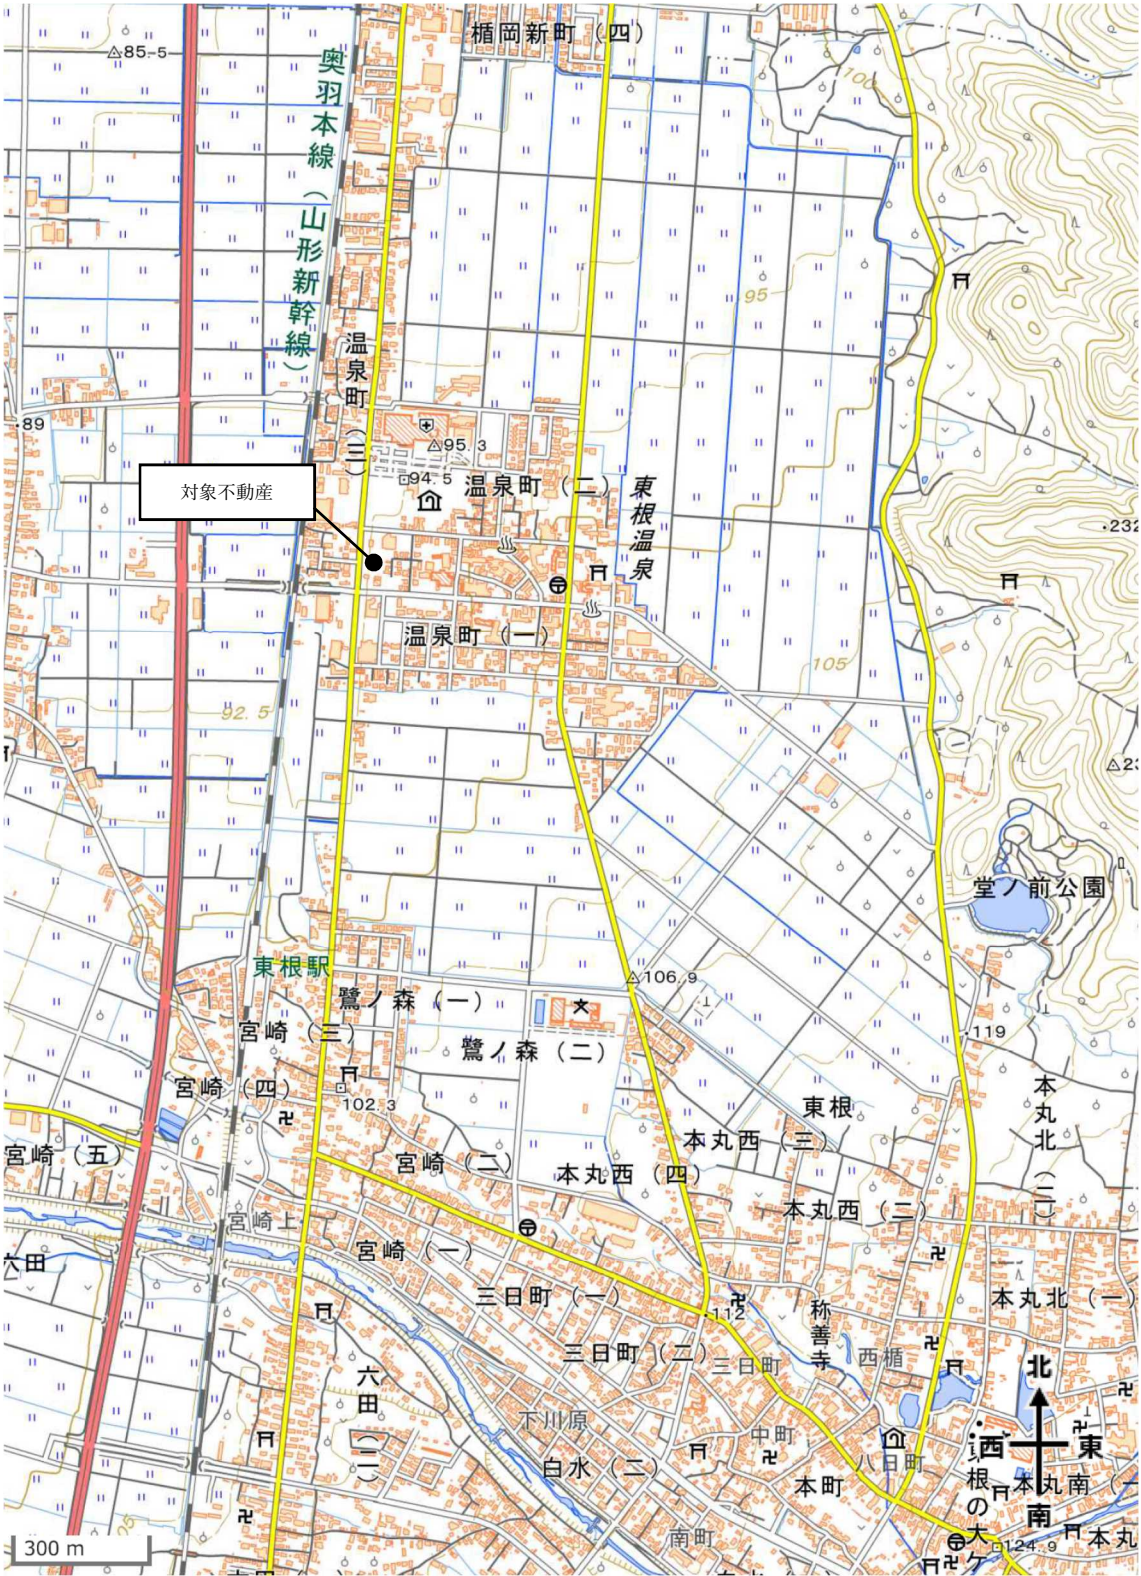 楯岡新町（四）
85.5
奥羽本線（山形新幹線）
100
95
温泉町（三）
89
95.3
94.5
温泉町（二）
東根温泉
対象不動産
232
温泉町（一）
105
92.5
堂ノ前公園
東根駅
106.9
鷺ノ森（一）
宮崎（三）
鷺ノ森（二）
119
宮崎（四）
102.3
東根
本丸北（二）
本丸西（三）
宮崎（五）
宮崎（二）
本丸西（四）
本丸西（二）
宮崎上
宮崎（一）
六田
三日町（一）
本丸北（一）
112
称善寺
三日町（二）
三日町
西楯
六田（二）
北
下川原
中町
西
東
白水（二）
八日町
本町
根の大ケ
本丸南（一
南
南町
本丸
124.9
105
300 m